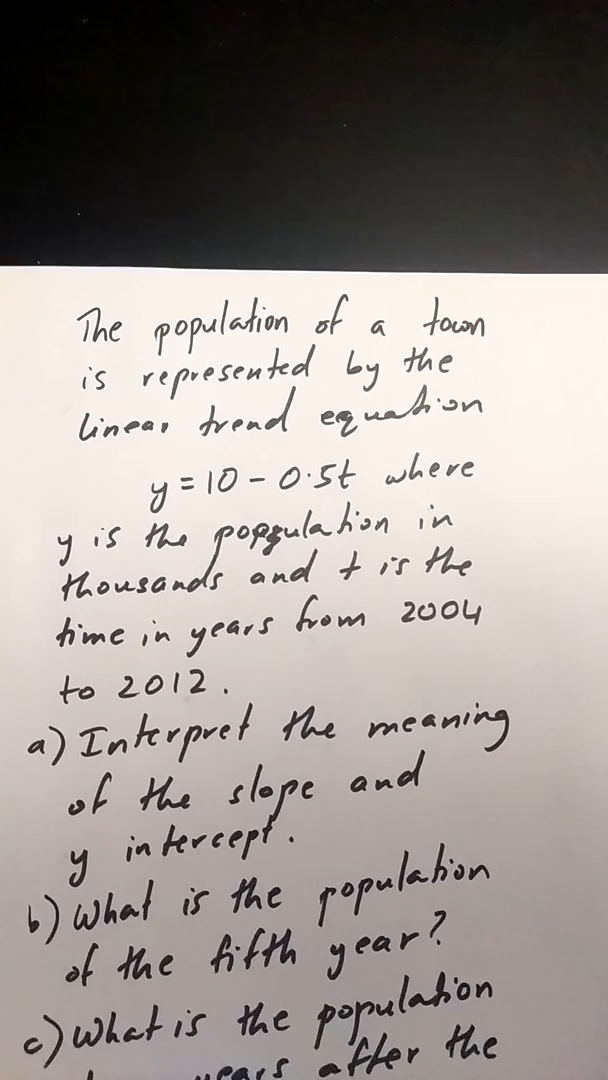 The population of a town
is represented by the
linear trend equation
y = 10 - 0.5t where
y is the population in
thousands and t is the
time in years from 2004
to 2012.
a) Interpret the meaning
of the slope and
y intercept.
b) What is the population
of the fifth year?
c) What is the population
years after the